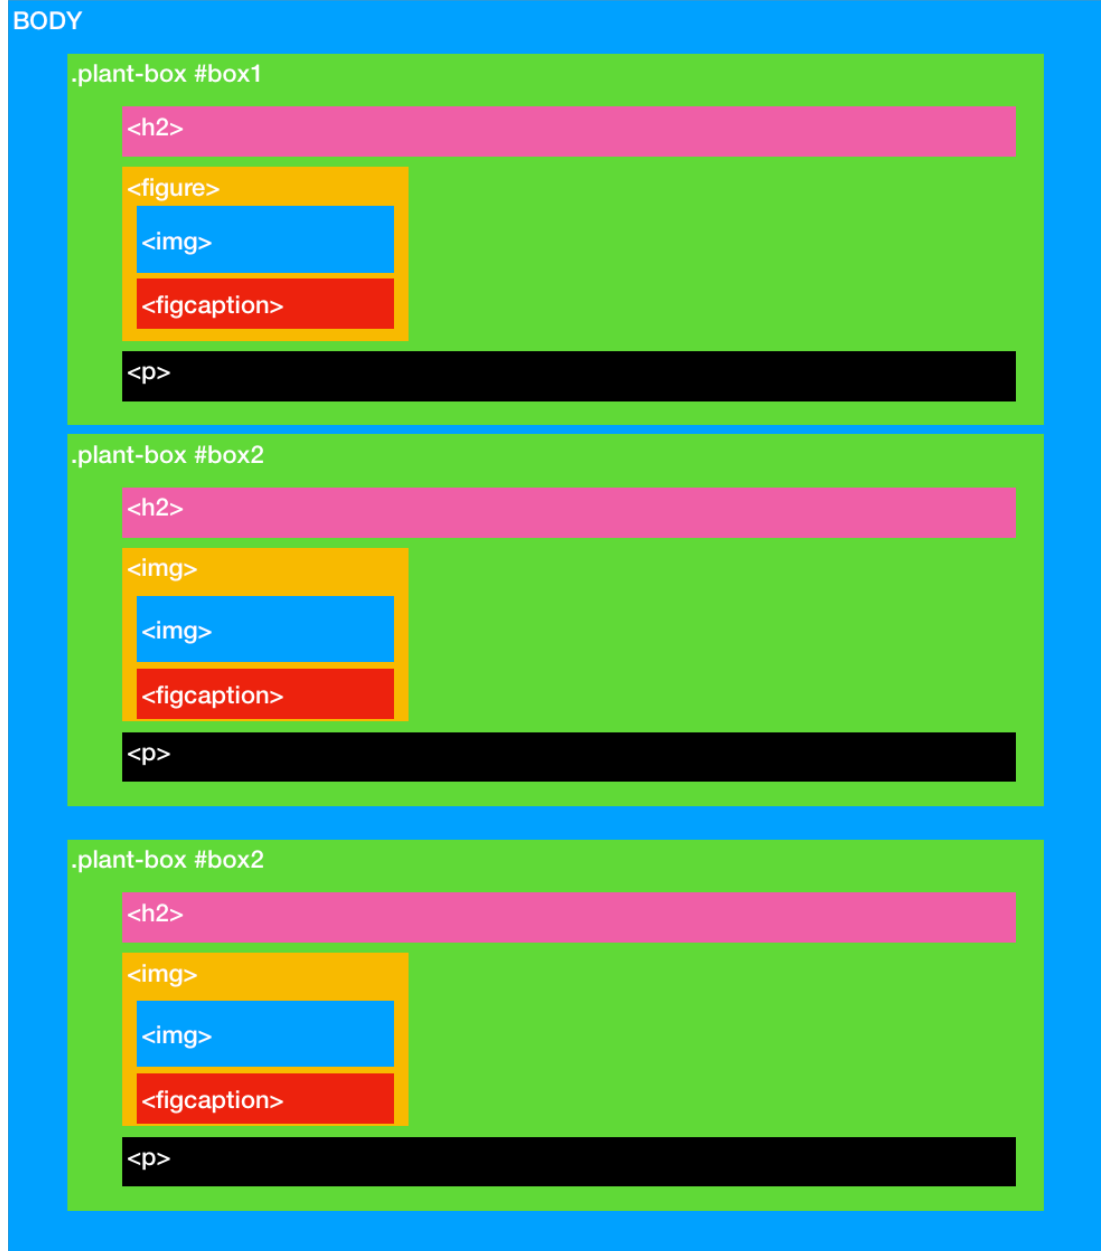 BODY
.plant-box #box1
<h2>
<figure>
<img>
<figcaption>
<p>
.plant-box #box2
<h2>
<img>
<img>
<figcaption>
<p>
.plant-box #box2
<h2>
<img>
<img>
<figcaption>
<p>